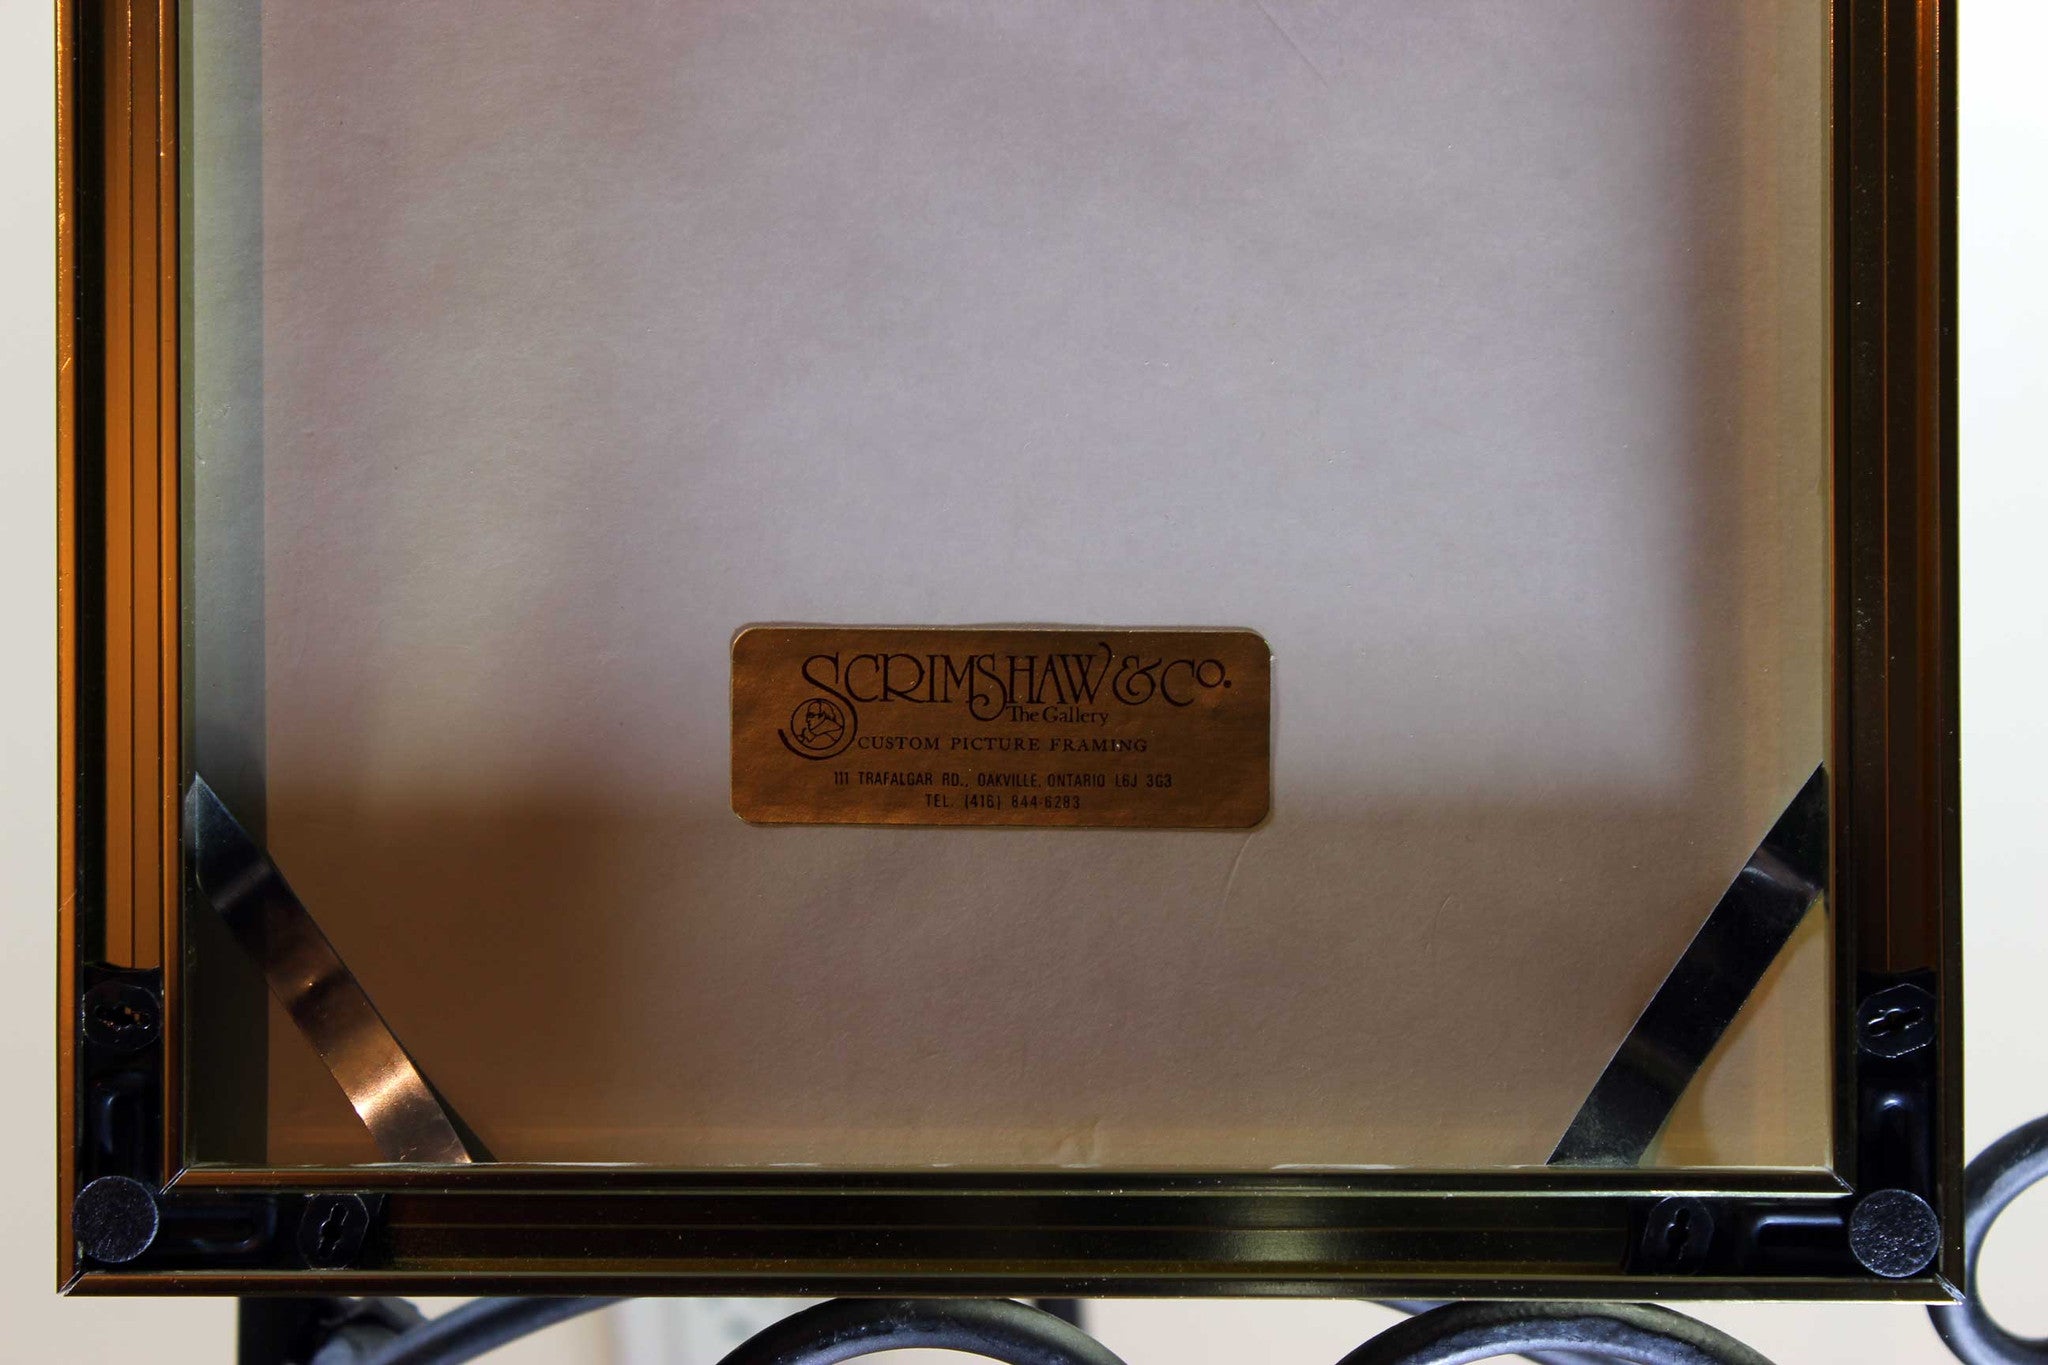 SCRIMSHAW & CO.
The Gallery
CUSTOM PICTURE FRAMING
111 TRAFALGAR RD., OAKVILLE, ONTARIO L6J 3G3
TEL. (416) 844-6283